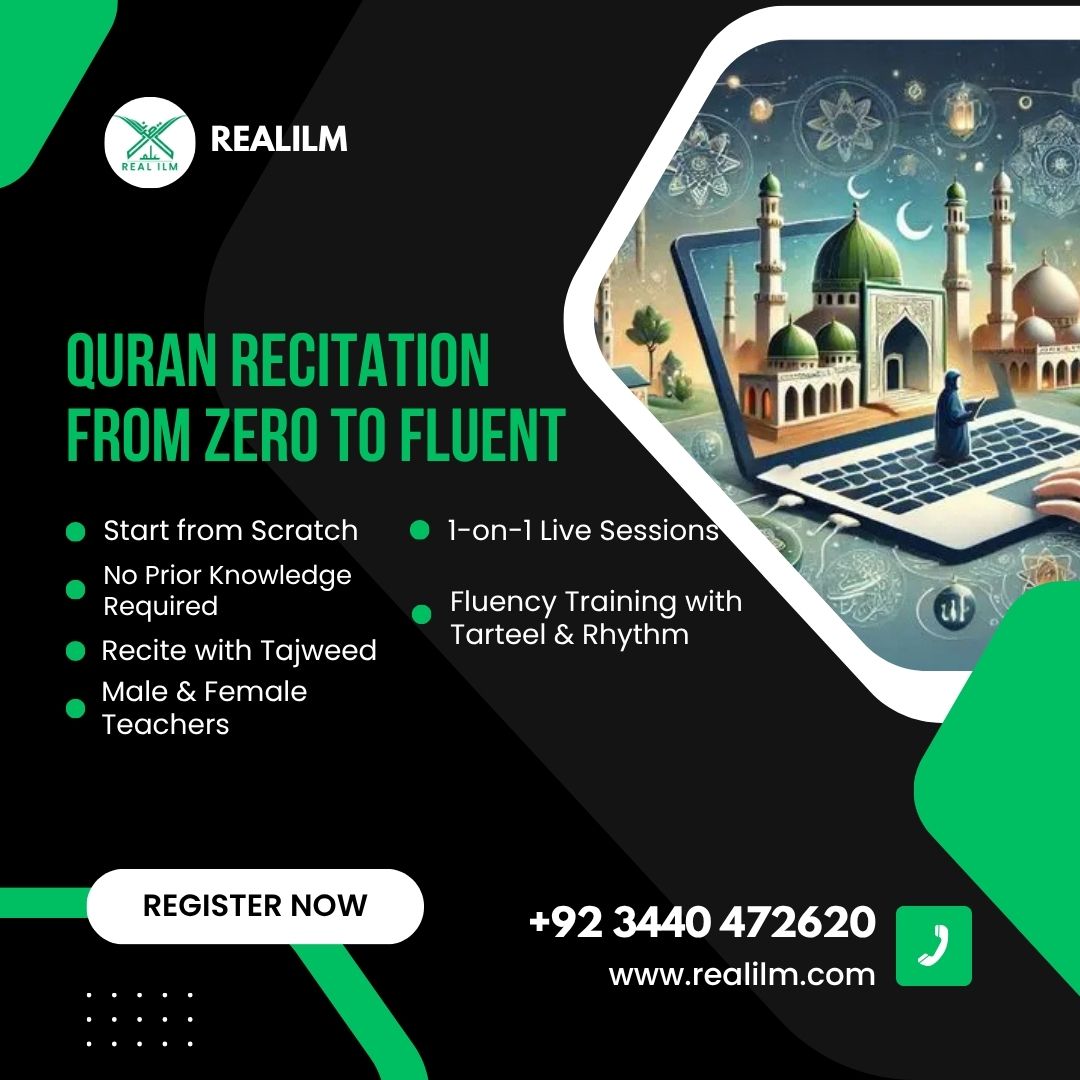 REAL ILM
REALILM
QURAN RECITATION
FROM ZERO TO FLUENT
Start from Scratch
No Prior Knowledge
Required
Recite with Tajweed
Male & Female
Teachers
1-on-1 Live Sessions
Fluency Training with
Tarteel & Rhythm
REGISTER NOW
+92 3440 472620
www.realilm.com